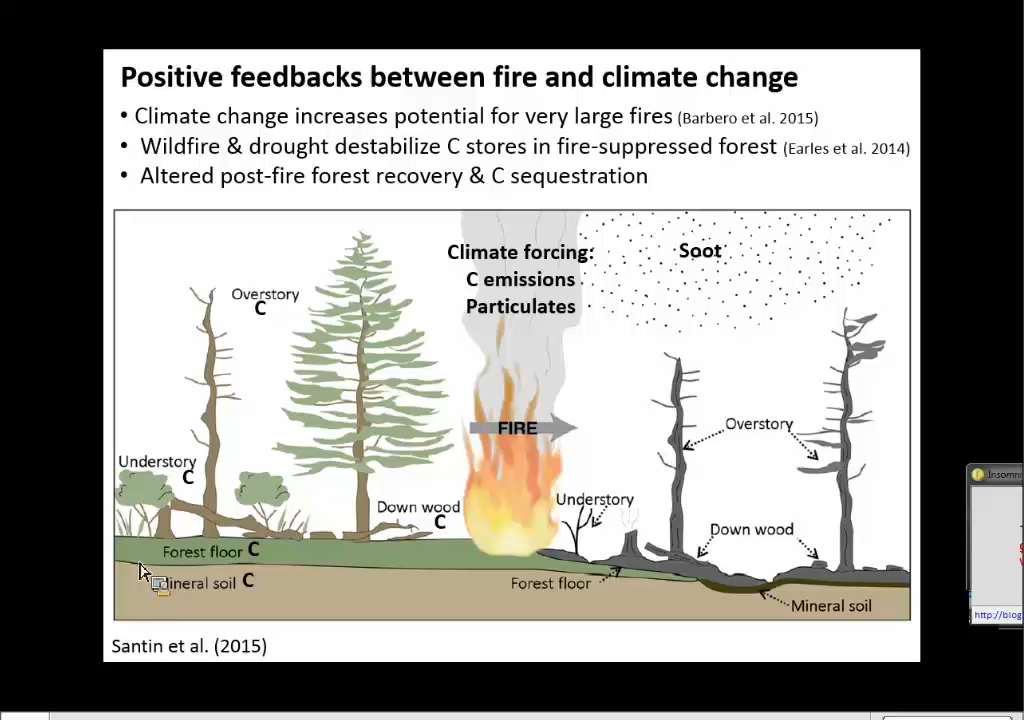 Positive feedbacks between fire and climate change
• Climate change increases potential for very large fires (Barbero et al. 2015)
• Wildfire & drought destabilize C stores in fire-suppressed forest (Earles et al. 2014)
• Altered post-fire forest recovery & C sequestration
Climate forcing:
C emissions
Particulates
Soot
Overstory
C
FIRE
Overstory
Understory
C
Down wood
C
Understory
Down wood
Forest floor C
Mineral soil C
Forest floor
Mineral soil
Santin et al. (2015)
http://blog